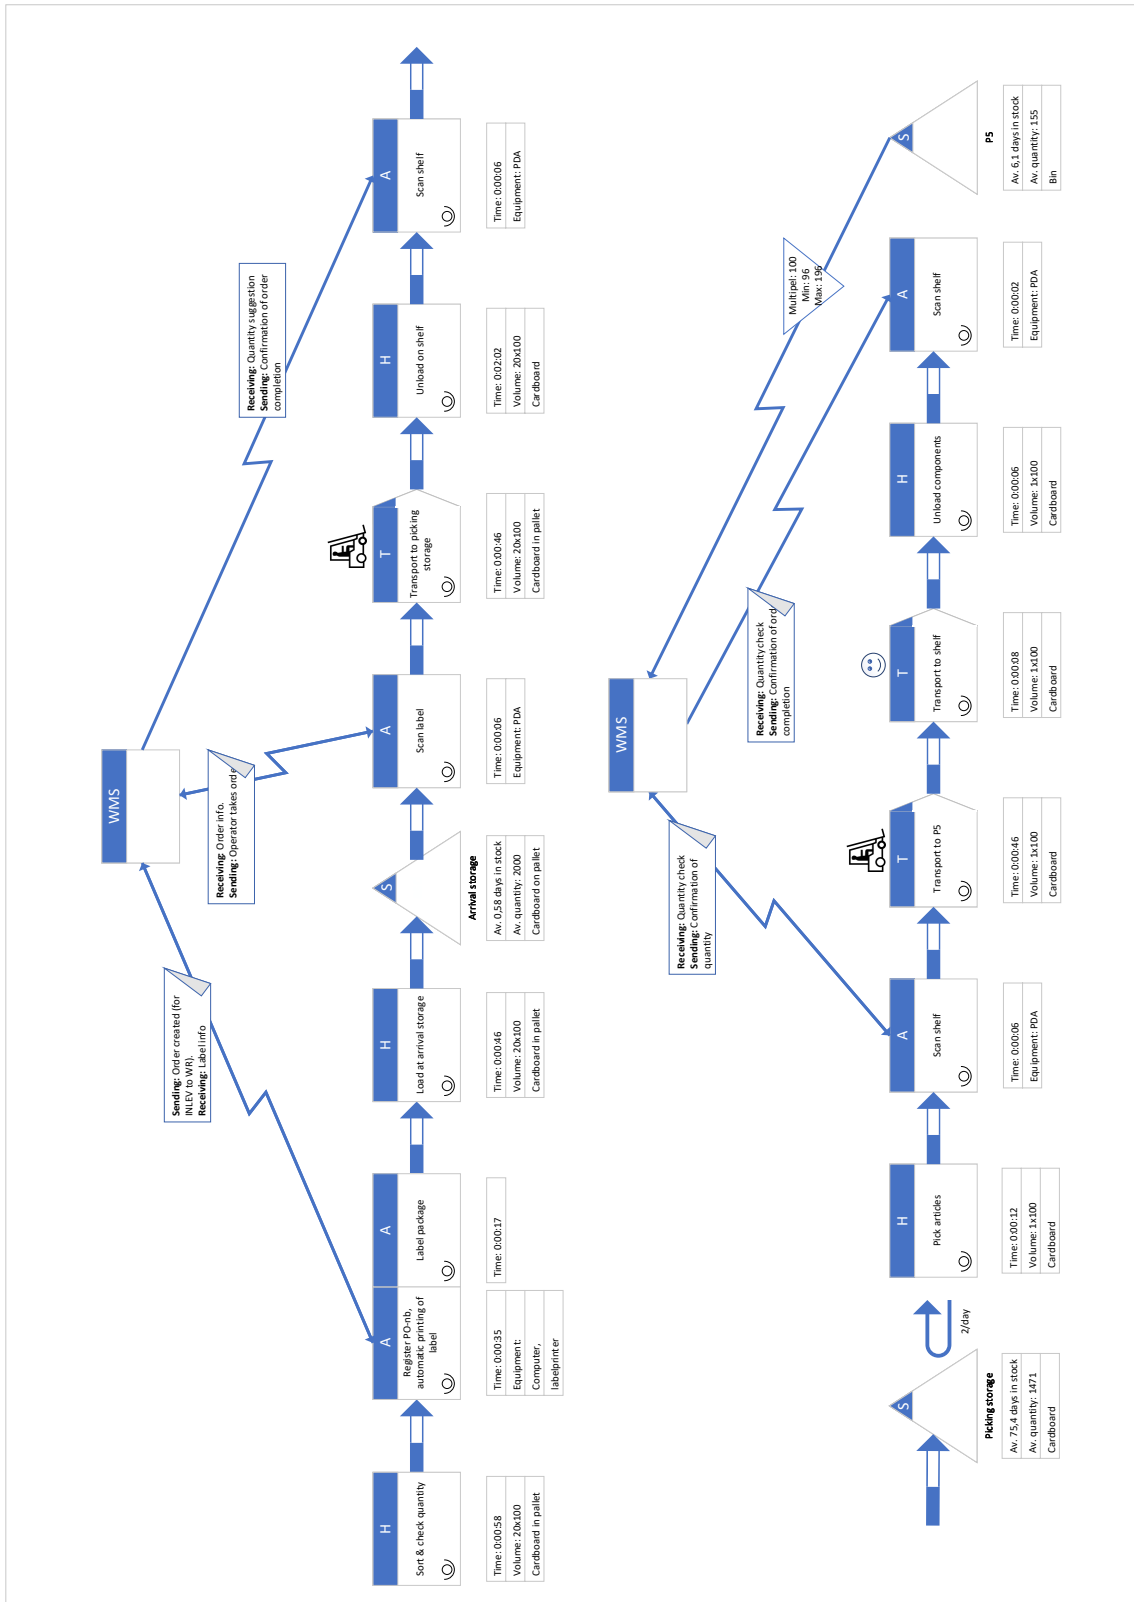 WMS
Sending: Order created (for
INLEV to WR).
Receiving: Label info
Receiving: Order info.
Sending: Operator takes orde
Receiving: Quantity suggestion
Sending: Confirmation of order
completion
H
Sort & check quantity
Time: 0:00:58
Volume: 20x100
Cardboard in pallet
A
Register PO-nb,
automatic printing of
label
Time: 0:00:35
Equipment:
Computer,
labelprinter
A
Label package
Time: 0:00:17
H
Load at arrival storage
Time: 0:00:46
Volume: 20x100
Cardboard in pallet
S
Arrival storage
Av. 0,58 days in stock
Av. quantity: 2000
Cardboard on pallet
A
Scan label
Time: 0:00:06
Equipment: PDA
T
Transport to picking
storage
Time: 0:00:46
Volume: 20x100
Cardboard in pallet
H
Unload on shelf
Time: 0:02:02
Volume: 20x100
Cardboard
A
Scan shelf
Time: 0:00:06
Equipment: PDA
WMS
Receiving: Quantity check
Sending: Confirmation of
quantity
Receiving: Quantity check
Sending: Confirmation of ord
completion
Multipel: 100
Min: 96
Max: 196
S
Picking storage
Av. 75,4 days in stock
Av. quantity: 1471
Cardboard
2/day
H
Pick articles
Time: 0:00:12
Volume: 1x100
Cardboard
A
Scan shelf
Time: 0:00:06
Equipment: PDA
T
Transport to P5
Time: 0:00:46
Volume: 1x100
Cardboard
T
Transport to shelf
Time: 0:00:08
Volume: 1x100
Cardboard
H
Unload components
Time: 0:00:06
Volume: 1x100
Cardboard
A
Scan shelf
Time: 0:00:02
Equipment: PDA
S
P5
Av. 6,1 days in stock
Av. quantity: 155
Bin